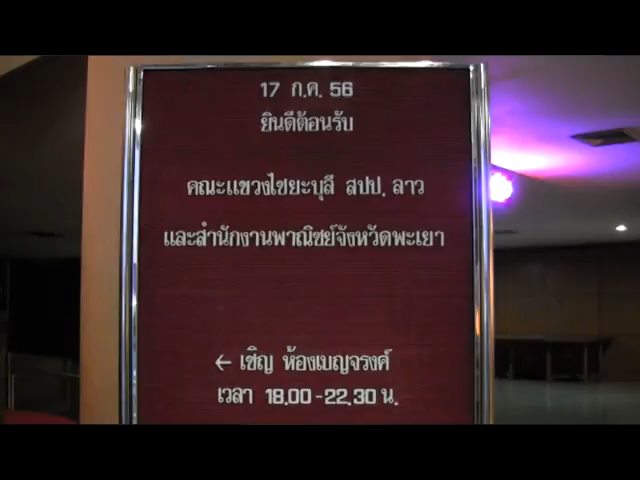 17 ก.ค. 56
ยินดีต้อนรับ
คณะแขวงไชยะบุลี สปป. ลาว
และสำนักงานพาณิชย์จังหวัดพะเยา
← เชิญ ห้องเบญจรงค์
เวลา 18.00-22.30 น.